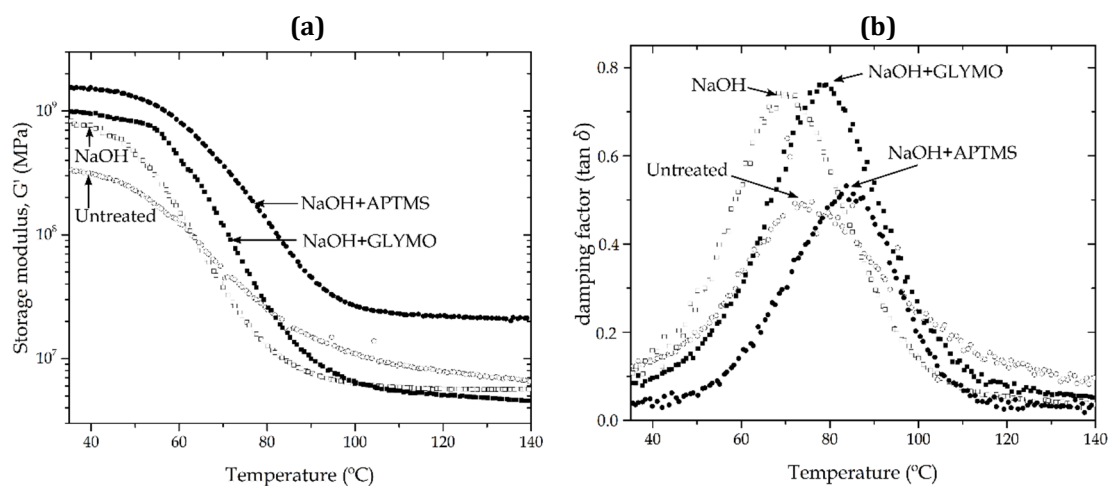 (a)
Storage modulus, G' (MPa)
10⁹
10⁸
10⁷
NaOH
Untreated
NaOH+APTMS
NaOH+GLYMO
40 60 80 100 120 140
Temperature (ºC)
(b)
damping factor (tan δ)
0.8
0.6
0.4
0.2
0.0
NaOH
NaOH+GLYMO
Untreated
NaOH+APTMS
40 60 80 100 120 140
Temperature (ºC)